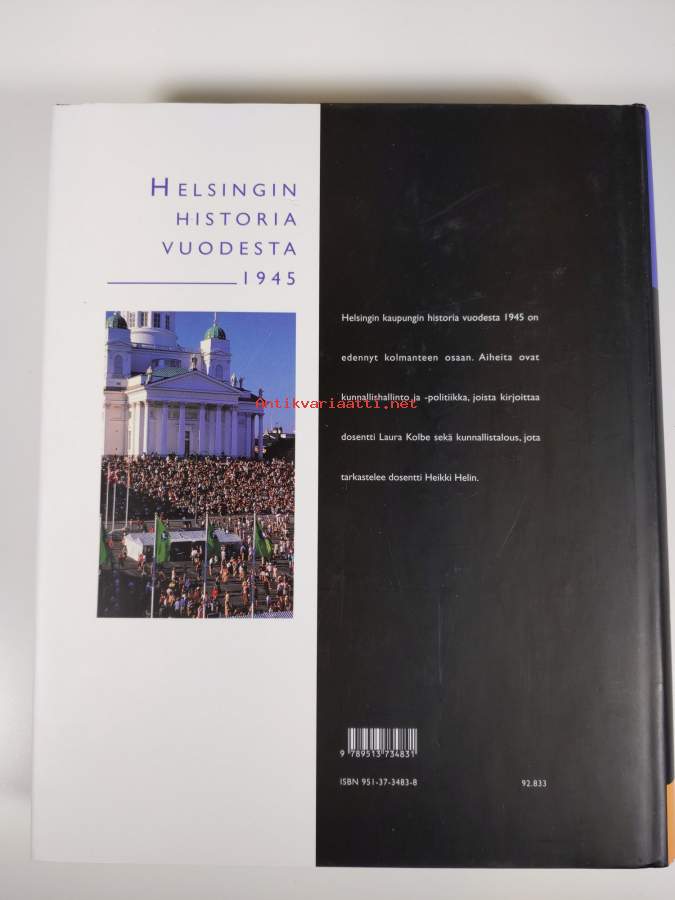 HELSINGIN
HISTORIA
VUODESTA
1945
Antikvariaatti.net
Helsingin kaupungin historia vuodesta 1945 on
edennyt kolmanteen osaan. Aiheita ovat
kunnallishallinto ja -politiikka, joista kirjoittaa
dosentti Laura Kolbe sekä kunnallistalous, jota
tarkastelee dosentti Heikki Helin.
9 789513 734831
ISBN 951-37-3483-8
92.833